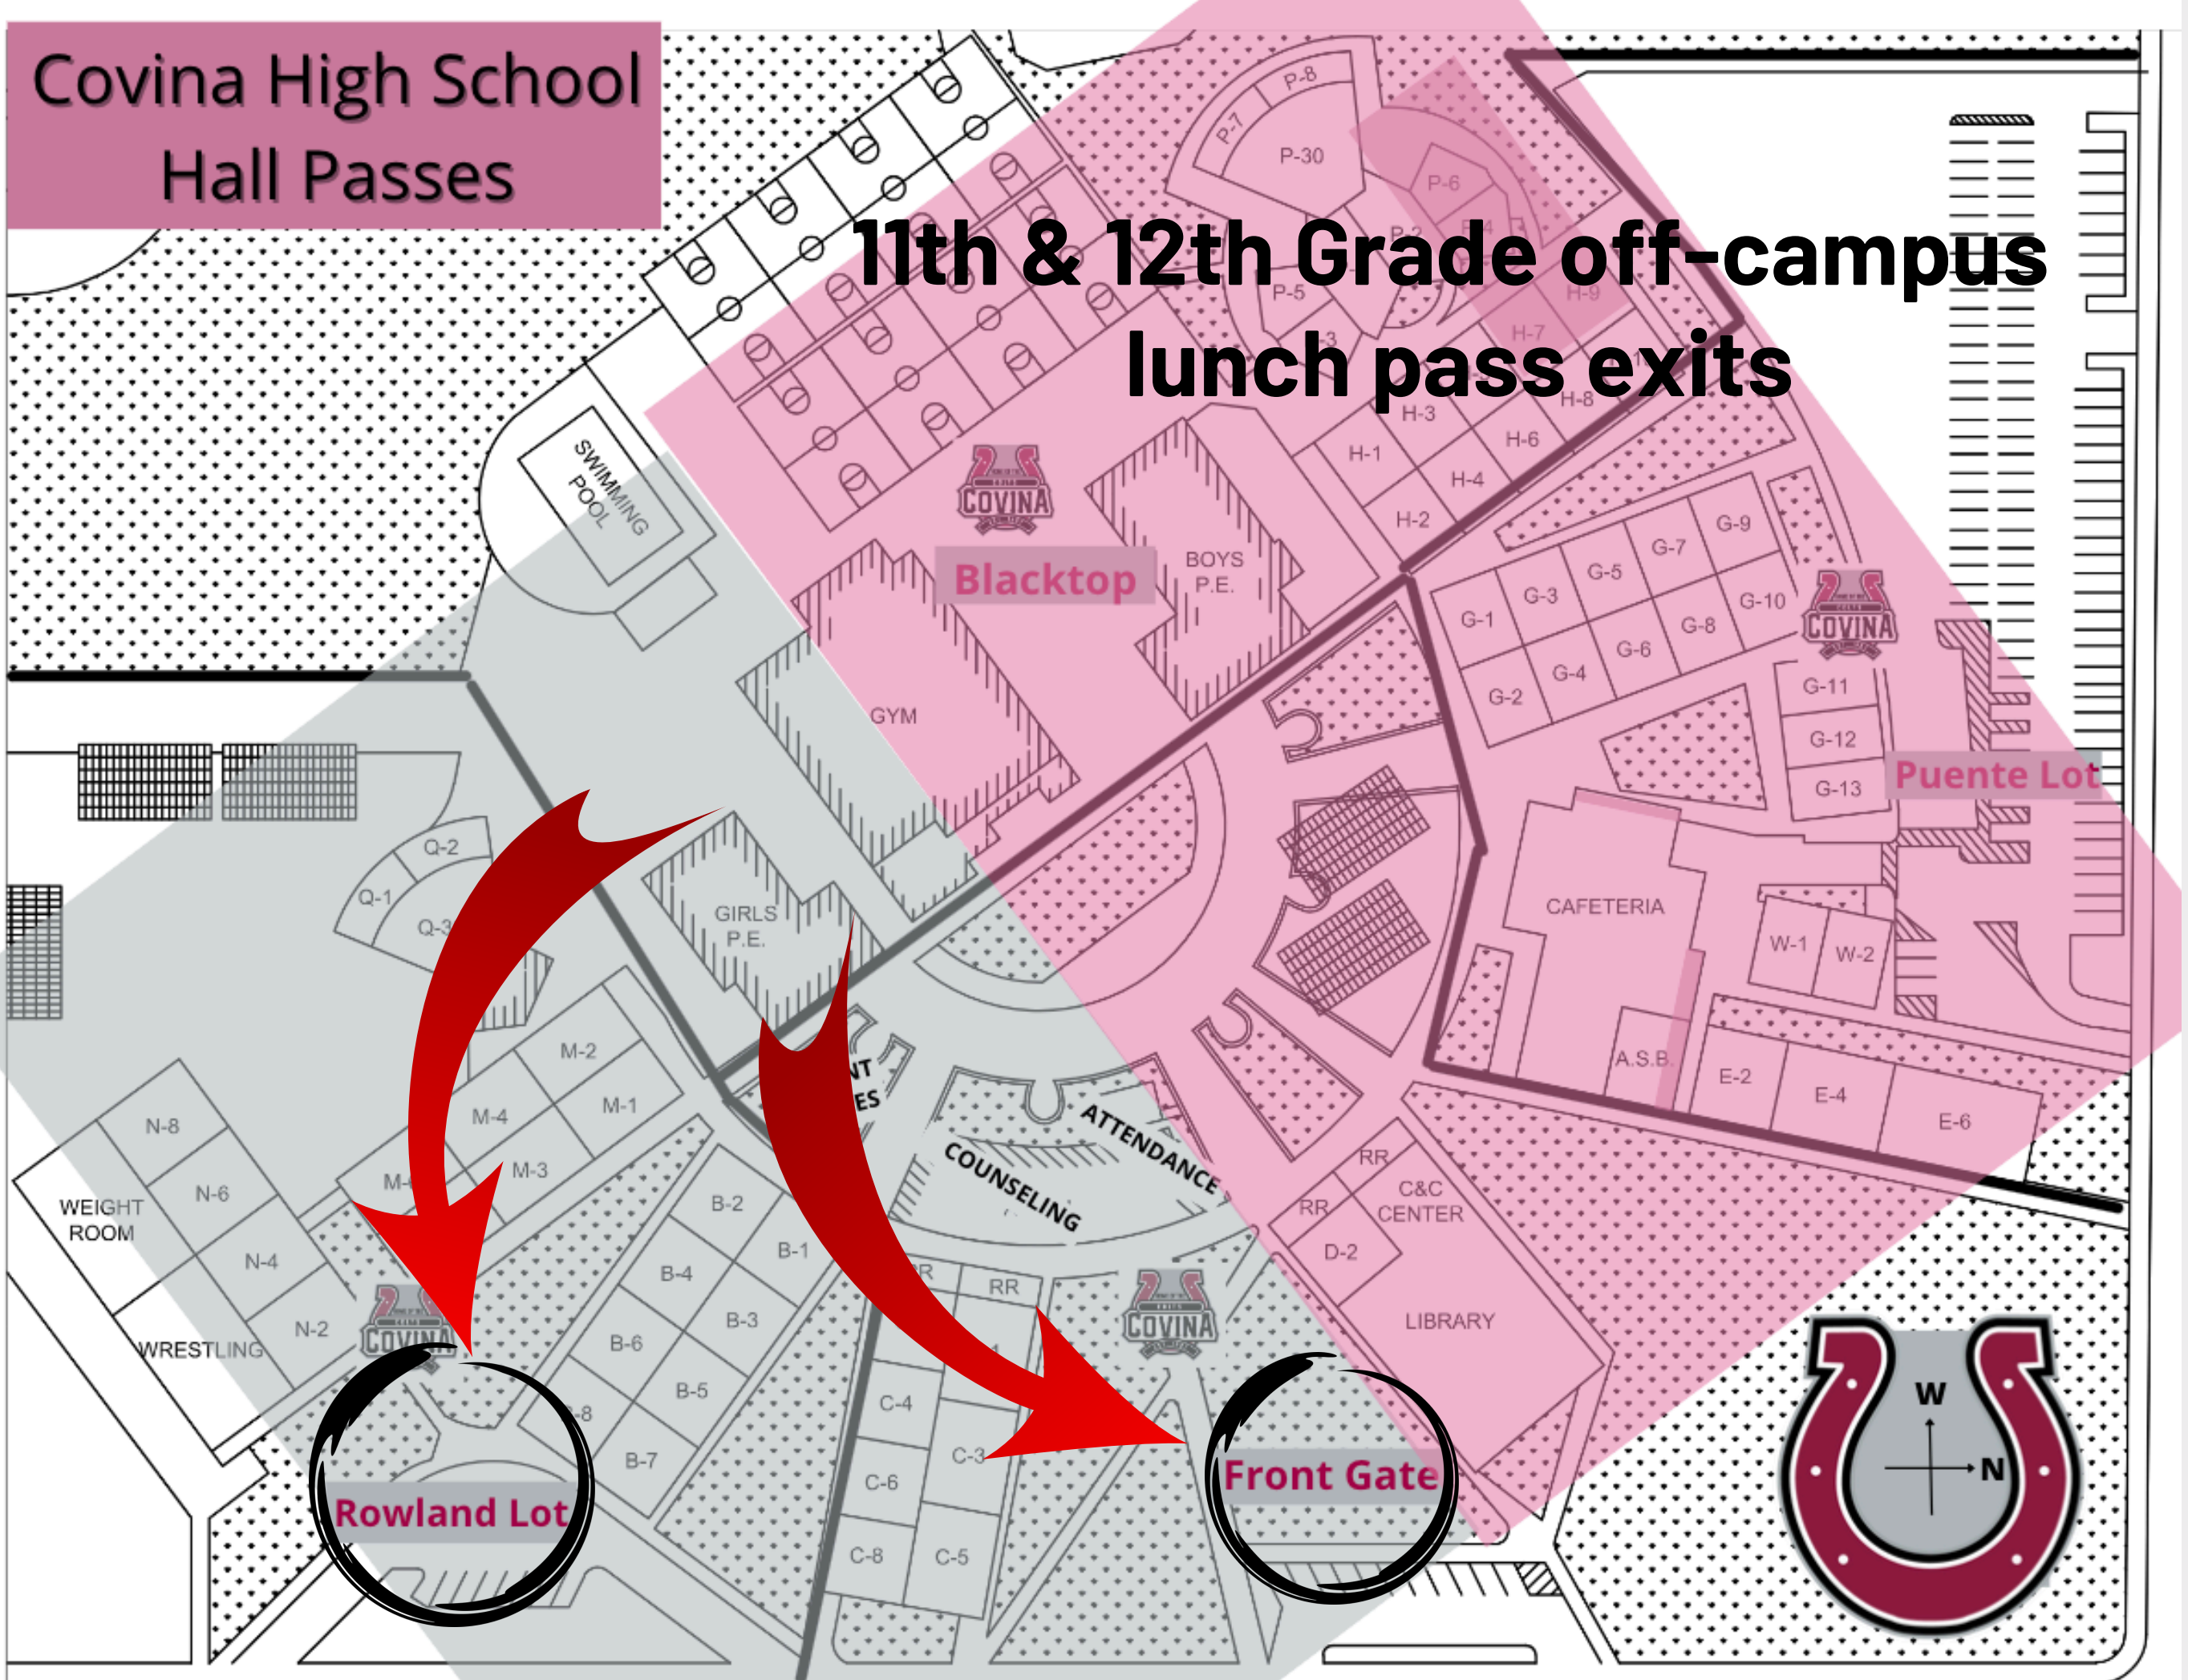 Covina High School
Hall Passes
11th & 12th Grade off-campus
lunch pass exits
P-8
P-7
P-30
P-6
P-2
P-5
H-9
H-7
H-8
H-3
H-6
H-1
H-4
H-2
SWIMMING
POOL
COVINA
Blacktop
BOYS
P.E.
G-9
G-7
G-5
G-3
G-1
G-10
G-8
G-6
G-4
G-2
COVINA
G-11
G-12
G-13
Puente Lot
GYM
CAFETERIA
W-1
W-2
A.S.B.
E-2
E-4
E-6
Q-2
Q-1
Q-3
GIRLS
P.E.
M-2
M-1
M-4
M-3
N-8
N-6
N-4
N-2
WEIGHT
ROOM
WRESTLING
COVINA
Rowland Lot
B-2
B-1
B-4
B-3
B-6
B-5
B-7
ATTENDANCE
COUNSELING
RR
C-4
C-3
C-6
C-8
C-5
COVINA
Front Gate
RR
RR
C&C
CENTER
D-2
LIBRARY
W
N